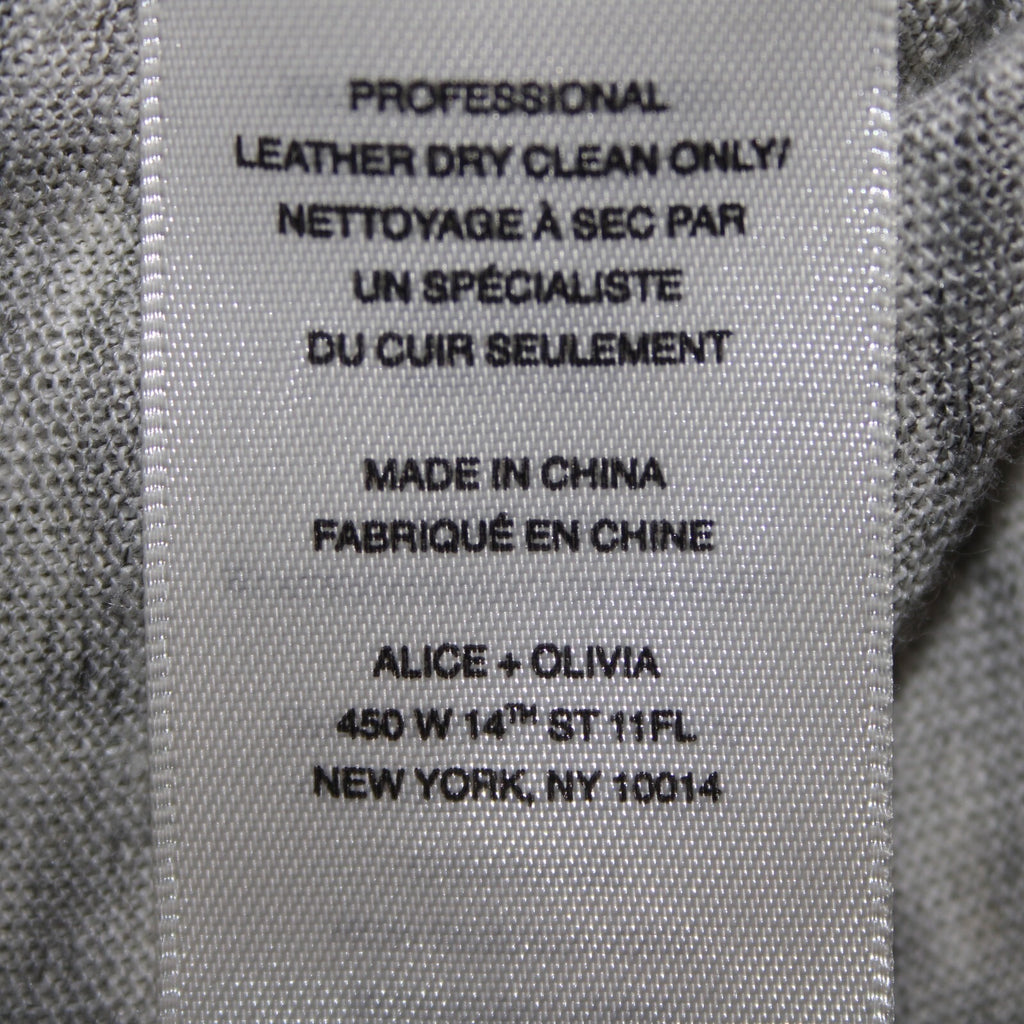 PROFESSIONAL
LEATHER DRY CLEAN ONLY/
NETTOYAGE À SEC PAR
UN SPÉCIALISTE
DU CUIR SEULEMENT
MADE IN CHINA
FABRIQUÉ EN CHINE
ALICE + OLIVIA
450 W 14TH ST 11FL
NEW YORK, NY 10014